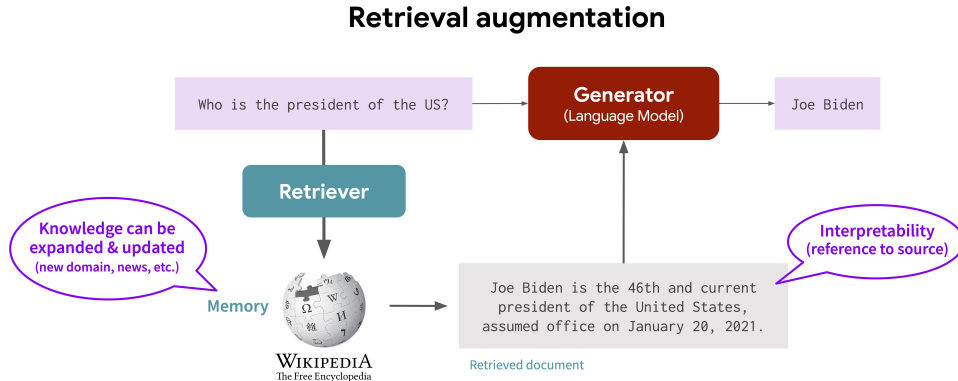 Retrieval augmentation
Who is the president of the US?
Generator
(Language Model)
Joe Biden
Retriever
Knowledge can be
expanded & updated
(new domain, news, etc.)
Interpretability
(reference to source)
Memory
Ω
W
И
WIKIPEDIA
The Free Encyclopedia
Joe Biden is the 46th and current
president of the United States,
assumed office on January 20, 2021.
Retrieved document